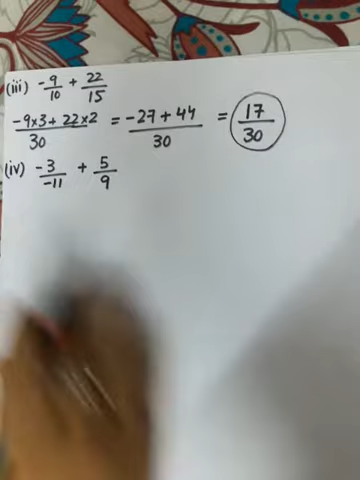 (iii) -9/10 + 22/15
-9×3+22×2/30 = -27+44/30 = 17/30
(iv) -3/-11 + 5/9